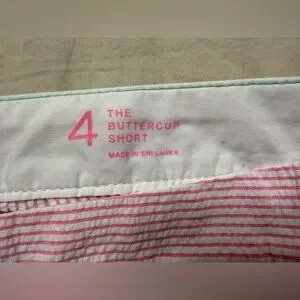 4
THE
BUTTERCUP
SHORT
MADE IN SRI LANKA